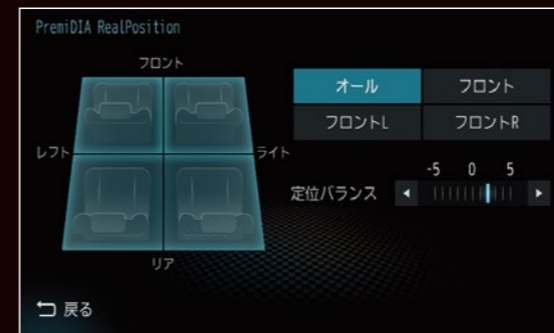 PremiDIA RealPosition
フロント
オール フロント
フロントL フロントR
レフト ライト
-5 0 5
定位バランス
リア
戻る